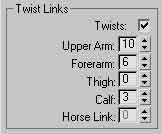 Twist Links
Twists:
Upper Arm: 10
Forearm: 6
Thigh: 0
Calf: 3
Horse Link: 0